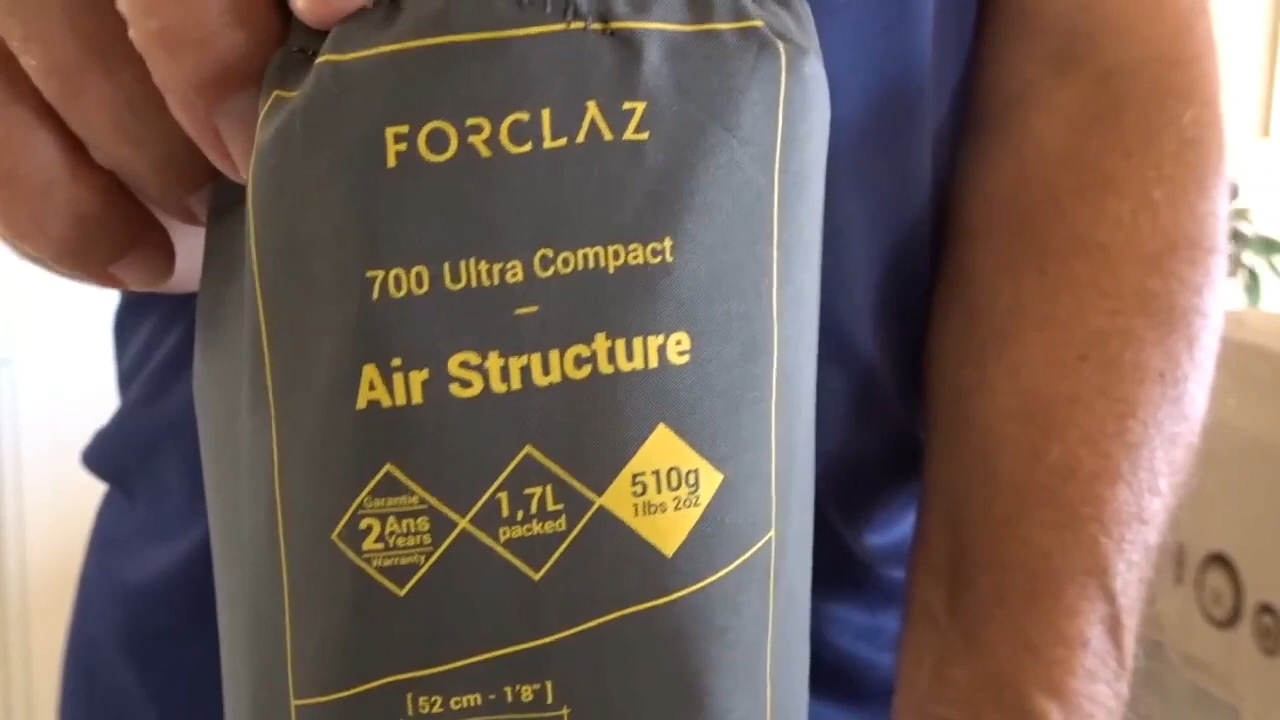 FORCLAZ
700 Ultra Compact
–
Air Structure
Garantie
2 Ans
Years
Warranty
1,7L
packed
510g
1lbs 2oz
[ 52 cm - 1'8" ]